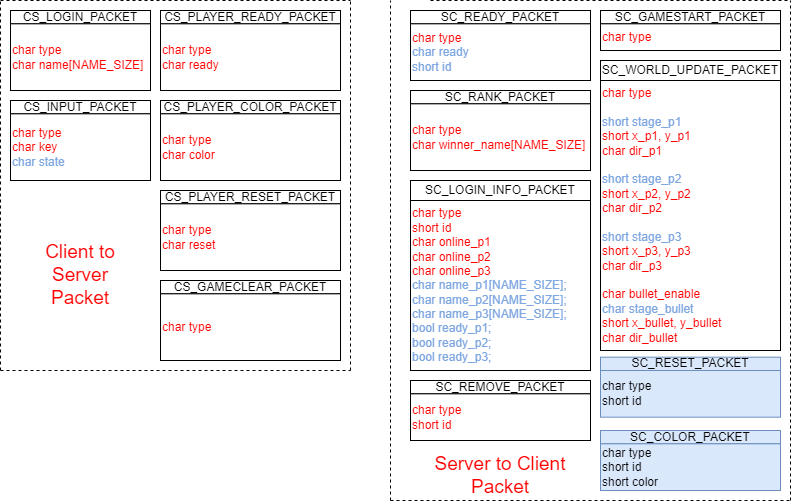 CS_LOGIN_PACKET
char type
char name[NAME_SIZE]
CS_INPUT_PACKET
char type
char key
char state
CS_PLAYER_READY_PACKET
char type
char ready
CS_PLAYER_COLOR_PACKET
char type
char color
CS_PLAYER_RESET_PACKET
char type
char reset
CS_GAMECLEAR_PACKET
char type
Client to
Server
Packet
SC_READY_PACKET
char type
char ready
short id
SC_RANK_PACKET
char type
char winner_name[NAME_SIZE]
SC_LOGIN_INFO_PACKET
char type
short id
char online_p1
char online_p2
char online_p3
char name_p1[NAME_SIZE];
char name_p2[NAME_SIZE];
char name_p3[NAME_SIZE];
bool ready_p1;
bool ready_p2;
bool ready_p3;
SC_REMOVE_PACKET
char type
short id
SC_GAMESTART_PACKET
char type
SC_WORLD_UPDATE_PACKET
char type
short stage_p1
short x_p1, y_p1
char dir_p1
short stage_p2
short x_p2, y_p2
char dir_p2
short stage_p3
short x_p3, y_p3
char dir_p3
char bullet_enable
char stage_bullet
short x_bullet, y_bullet
char dir_bullet
SC_RESET_PACKET
char type
short id
SC_COLOR_PACKET
char type
short id
short color
Server to Client
Packet